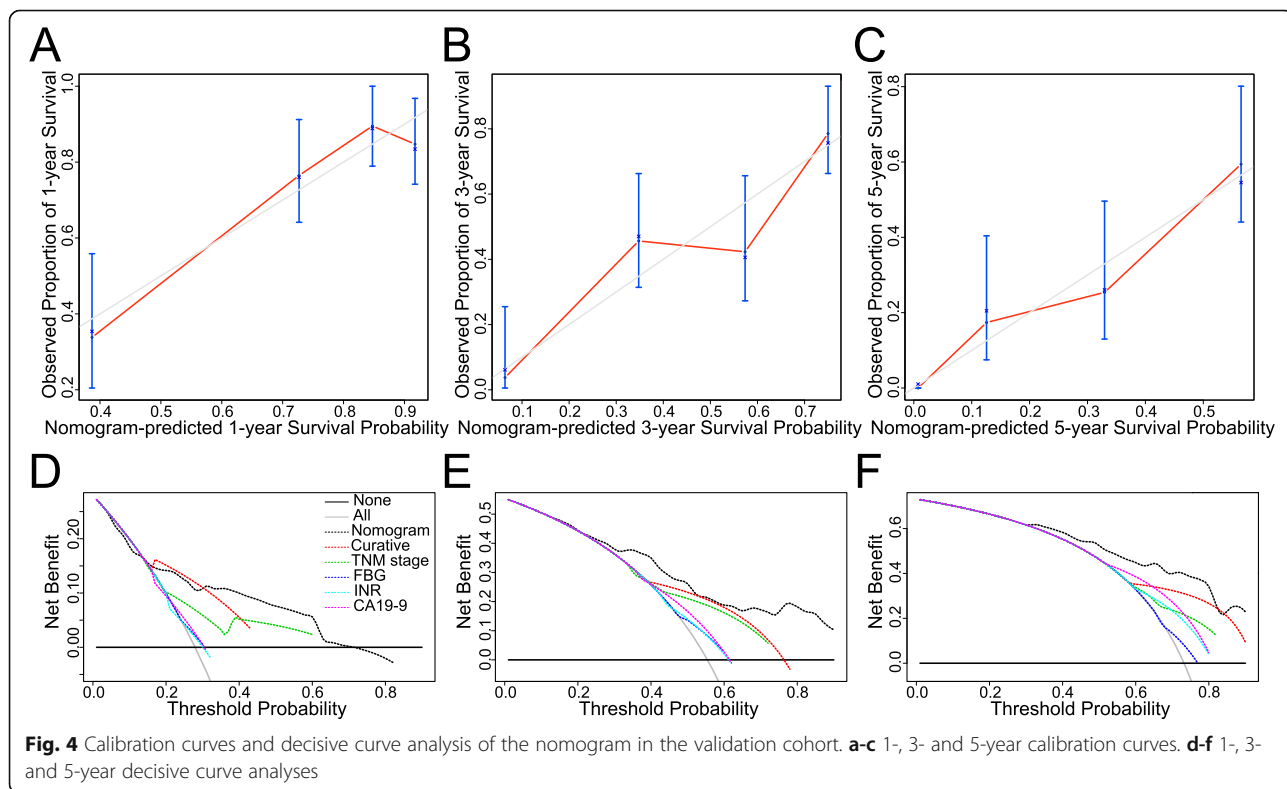 A
B
C
Observed Proportion of 1-year Survival
0.2 0.4 0.6 0.8 1.0
0.4 0.5 0.6 0.7 0.8 0.9
Nomogram-predicted 1-year Survival Probability
Observed Proportion of 3-year Survival
0.0 0.2 0.4 0.6 0.8
0.1 0.2 0.3 0.4 0.5 0.6 0.7
Nomogram-predicted 3-year Survival Probability
Observed Proportion of 5-year Survival
0.0 0.2 0.4 0.6 0.8
0.0 0.1 0.2 0.3 0.4 0.5
Nomogram-predicted 5-year Survival Probability
D
E
F
Net Benefit
0.00 0.10 0.20
None
All
Nomogram
Curative
TNM stage
FBG
INR
CA19-9
0.0 0.2 0.4 0.6 0.8
Threshold Probability
Net Benefit
0.0 0.1 0.2 0.3 0.4 0.5
0.0 0.2 0.4 0.6 0.8
Threshold Probability
Net Benefit
0.0 0.2 0.4 0.6
0.0 0.2 0.4 0.6 0.8
Threshold Probability
Fig. 4 Calibration curves and decisive curve analysis of the nomogram in the validation cohort. a-c 1-, 3- and 5-year calibration curves. d-f 1-, 3-
and 5-year decisive curve analyses